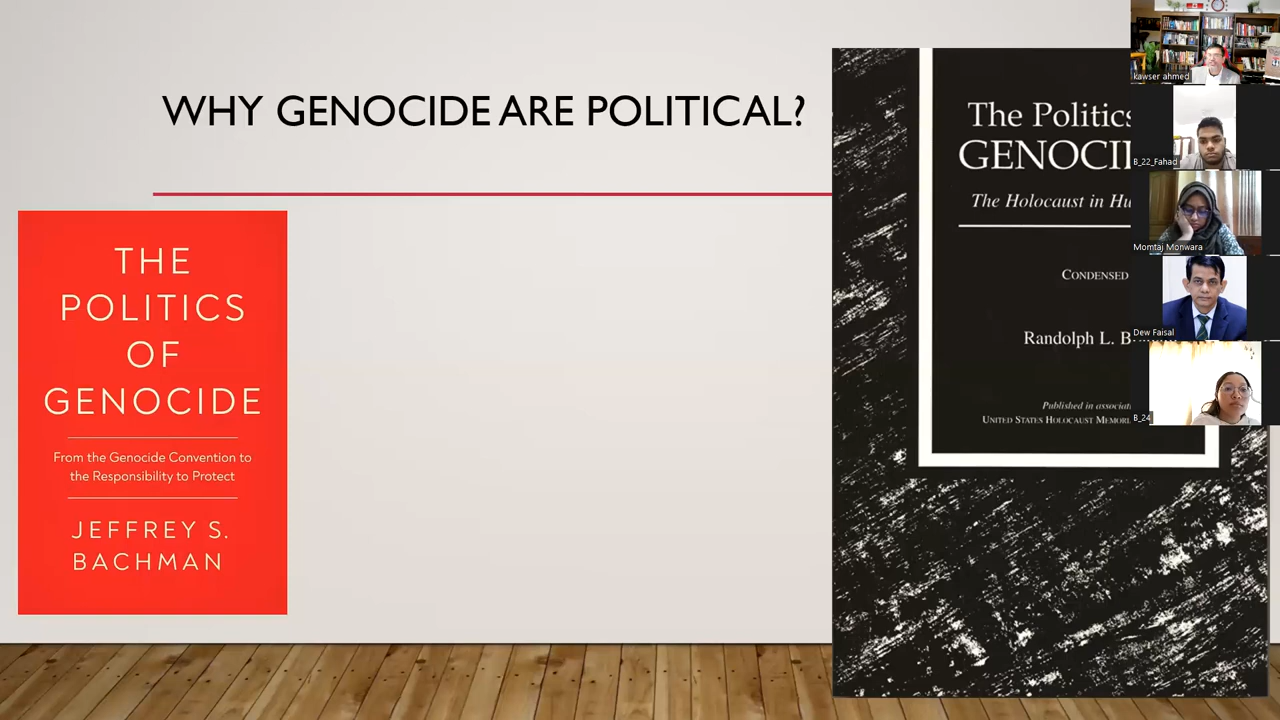 WHY GENOCIDE ARE POLITICAL?
THE
POLITICS
OF
GENOCIDE
From the Genocide Convention to
the Responsibility to Protect
JEFFREY S.
BACHMAN
The Politics
GENOCI
The Holocaust in Hu
CONDENSED
Randolph L. B
Published in associat
UNITED STATES HOLOCAUST MEMOR
kawser ahmed
B_22_Fahad
Momtaj Monwara
Dew Faisal
B_24